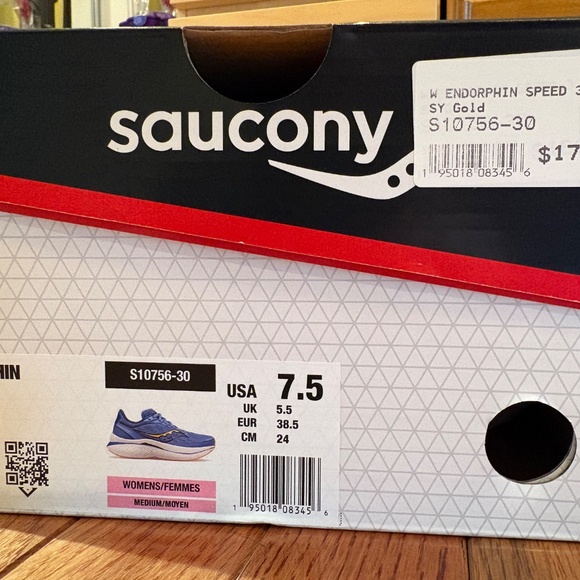 saucony
W ENDORPHIN SPEED 3
SY Gold
S10756-30
1 95018 08345 6
$17
HIN
S10756-30
USA 7.5
UK 5.5
EUR 38.5
CM 24
WOMENS/FEMMES
MEDIUM/MOYEN
1 95018 08345 6